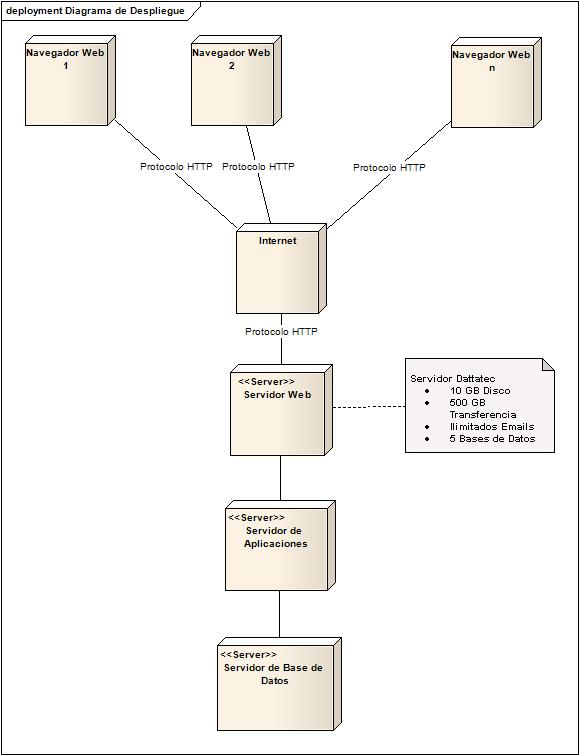 deployment Diagrama de Despliegue
Navegador Web
1
Navegador Web
2
Navegador Web
n
Protocolo HTTP
Protocolo HTTP
Protocolo HTTP
Internet
Protocolo HTTP
<<Server>>
Servidor Web
Servidor Dattatec
• 10 GB Disco
• 500 GB
Transferencia
• Ilimitados Emails
• 5 Bases de Datos
<<Server>>
Servidor de
Aplicaciones
<<Server>>
Servidor de Base de
Datos